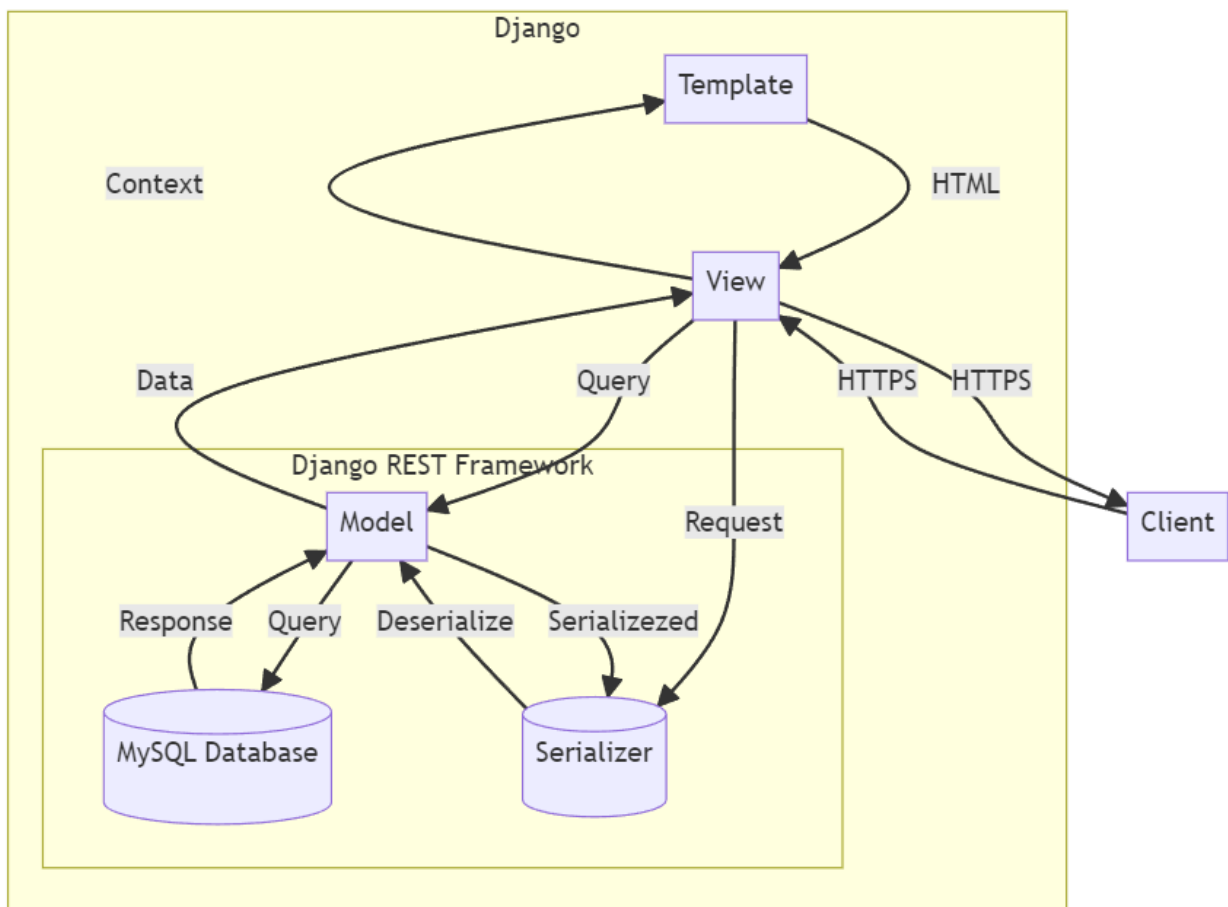 Django
Template
Context
HTML
View
Data
Query
HTTPS
HTTPS
Django REST Framework
Model
Request
Client
Response
Query
Deserialize
Serializezed
MySQL Database
Serializer